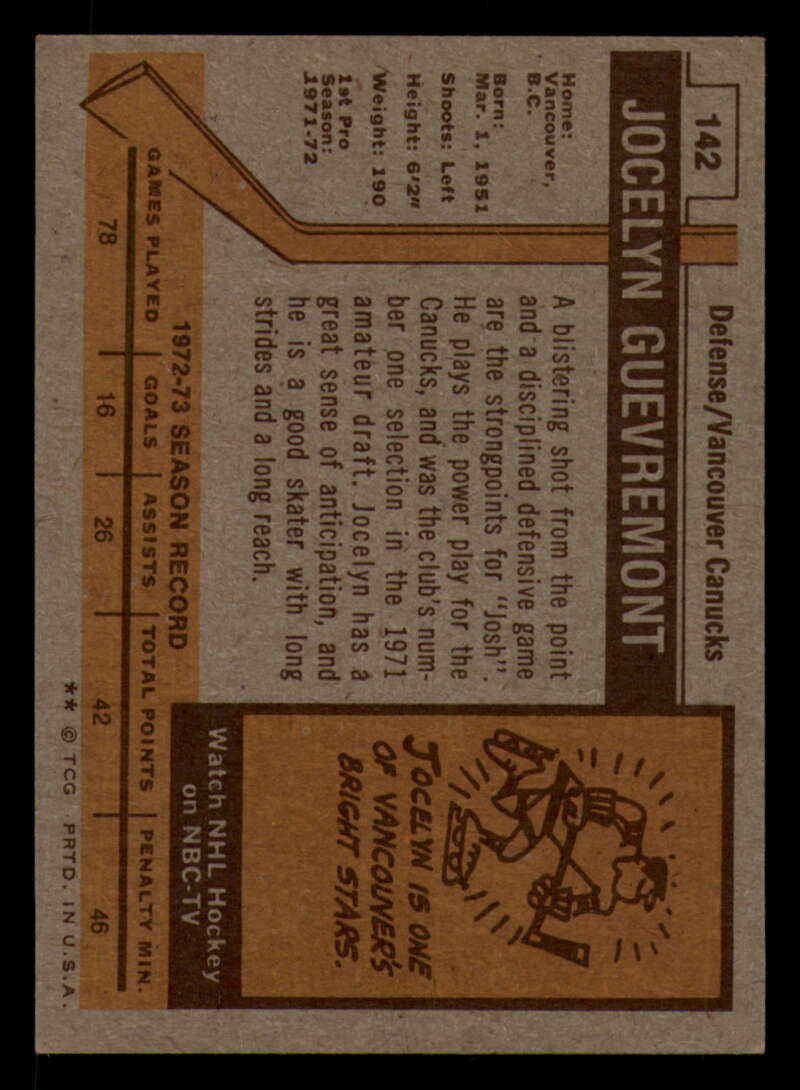 142
Defense/Vancouver Canucks
JOCELYN GUEVREMONT
Home:
Vancouver,
B.C.
Born:
Mar. 1, 1951
Shoots: Left
Height: 6'2"
Weight: 190
1st Pro
Season:
1971-72
A blistering shot from the point
and a disciplined defensive game
are the strongpoints for "Josh".
He plays the power play for the
Canucks, and was the club's num-
ber one selection in the 1971
amateur draft. Jocelyn has a
great sense of anticipation, and
he is a good skater with long
strides and a long reach.
JOCELYN IS ONE
OF VANCOUVER'S
BRIGHT STARS.
Watch NHL Hockey
on NBC-TV
1972-73 SEASON RECORD
GAMES PLAYED GOALS ASSISTS TOTAL POINTS PENALTY MIN.
78 16 26 42 46
** © TCG PRTD. IN U.S.A.